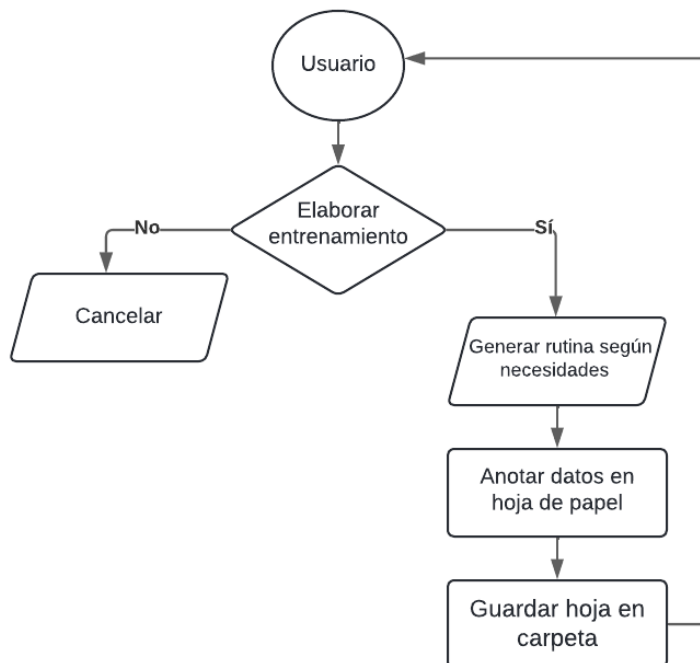 Usuario
Elaborar
entrenamiento
No
Sí
Cancelar
Generar rutina según
necesidades
Anotar datos en
hoja de papel
Guardar hoja en
carpeta